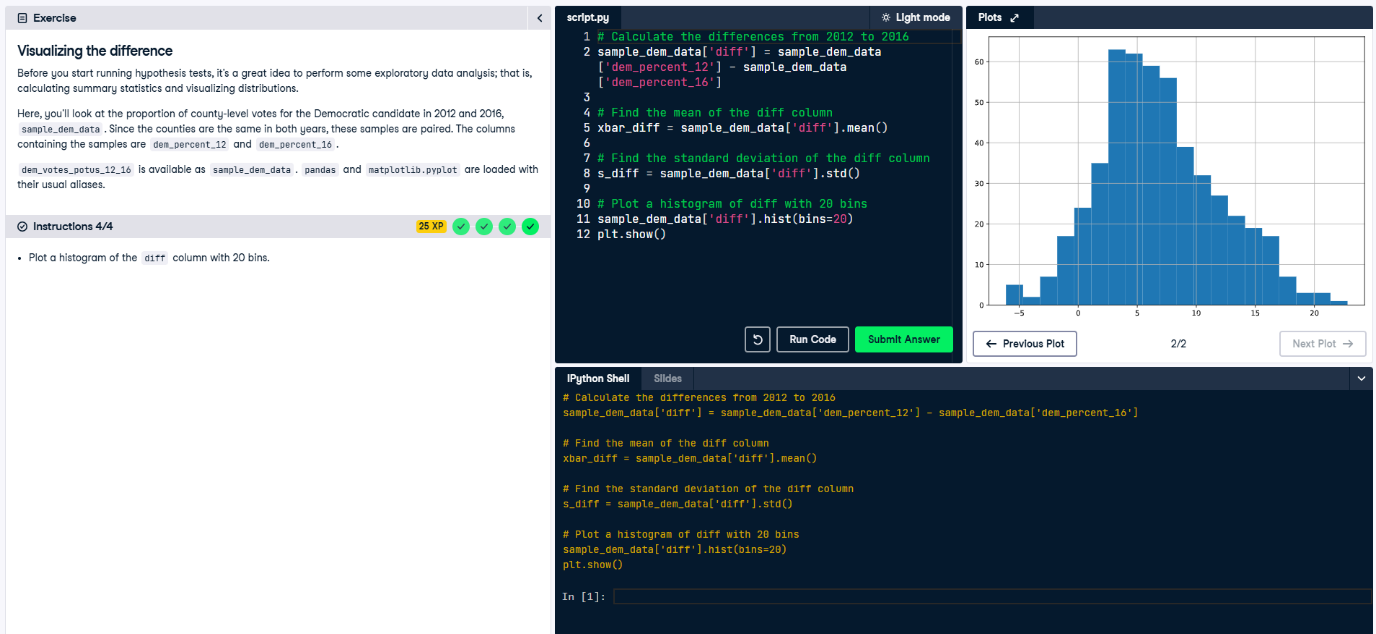 Exercise
Visualizing the difference
Before you start running hypothesis tests, it's a great idea to perform some exploratory data analysis; that is,
calculating summary statistics and visualizing distributions.
Here, you'll look at the proportion of county-level votes for the Democratic candidate in 2012 and 2016,
sample_dem_data . Since the counties are the same in both years, these samples are paired. The columns
containing the samples are dem_percent_12 and dem_percent_16 .
dem_votes_potus_12_16 is available as sample_dem_data . pandas and matplotlib.pyplot are loaded with
their usual aliases.
Instructions 4/4
25 XP
• Plot a histogram of the diff column with 20 bins.
script.py
Light mode
1 # Calculate the differences from 2012 to 2016
2 sample_dem_data['diff'] = sample_dem_data
['dem_percent_12'] - sample_dem_data
['dem_percent_16']
3
4 # Find the mean of the diff column
5 xbar_diff = sample_dem_data['diff'].mean()
6
7 # Find the standard deviation of the diff column
8 s_diff = sample_dem_data['diff'].std()
9
10 # Plot a histogram of diff with 20 bins
11 sample_dem_data['diff'].hist(bins=20)
12 plt.show()
Run Code
Submit Answer
Plots
60
50
40
30
20
10
0
−5 0 5 10 15 20
← Previous Plot
2/2
Next Plot →
IPython Shell
Slides
# Calculate the differences from 2012 to 2016
sample_dem_data['diff'] = sample_dem_data['dem_percent_12'] - sample_dem_data['dem_percent_16']
# Find the mean of the diff column
xbar_diff = sample_dem_data['diff'].mean()
# Find the standard deviation of the diff column
s_diff = sample_dem_data['diff'].std()
# Plot a histogram of diff with 20 bins
sample_dem_data['diff'].hist(bins=20)
plt.show()
In [1]: